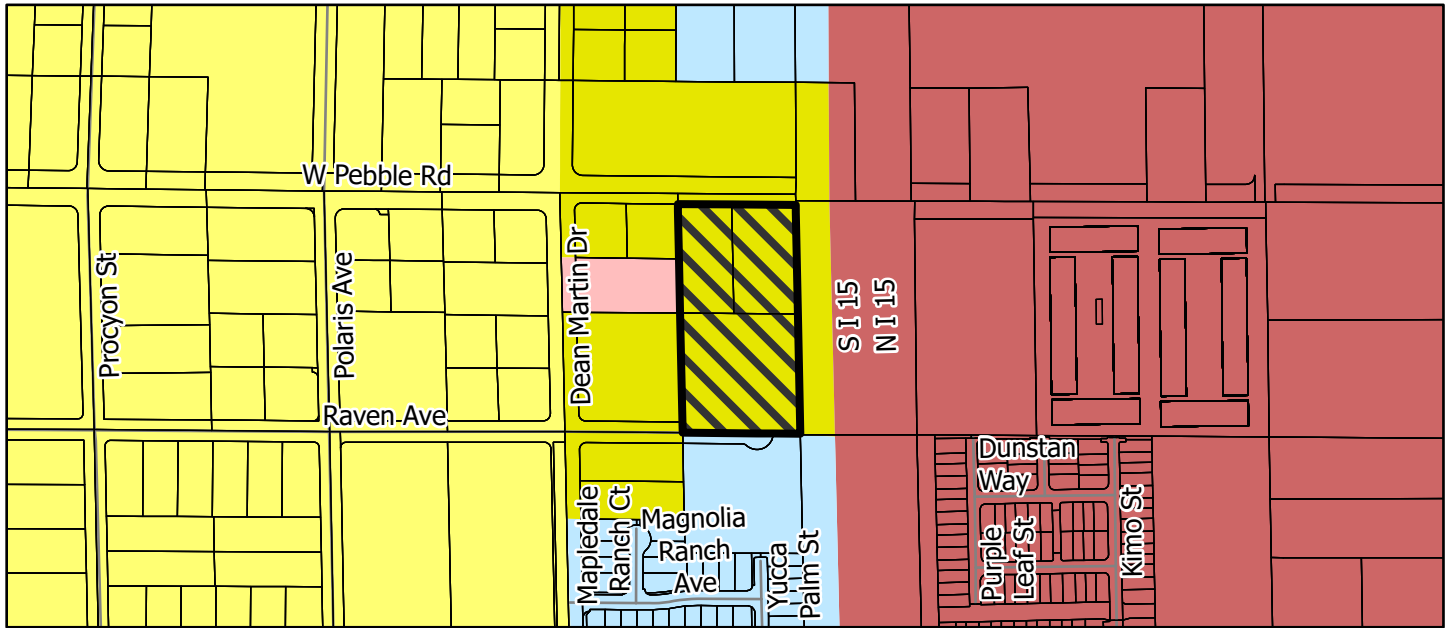 W Pebble Rd
Procyon St
Polaris Ave
Dean Martin Dr
S I 15
N I 15
Raven Ave
Dunstan
Way
Mapledale
Ranch Ct
Magnolia
Ranch
Ave
Yucca
Palm St
Purple
Leaf St
Kimo St